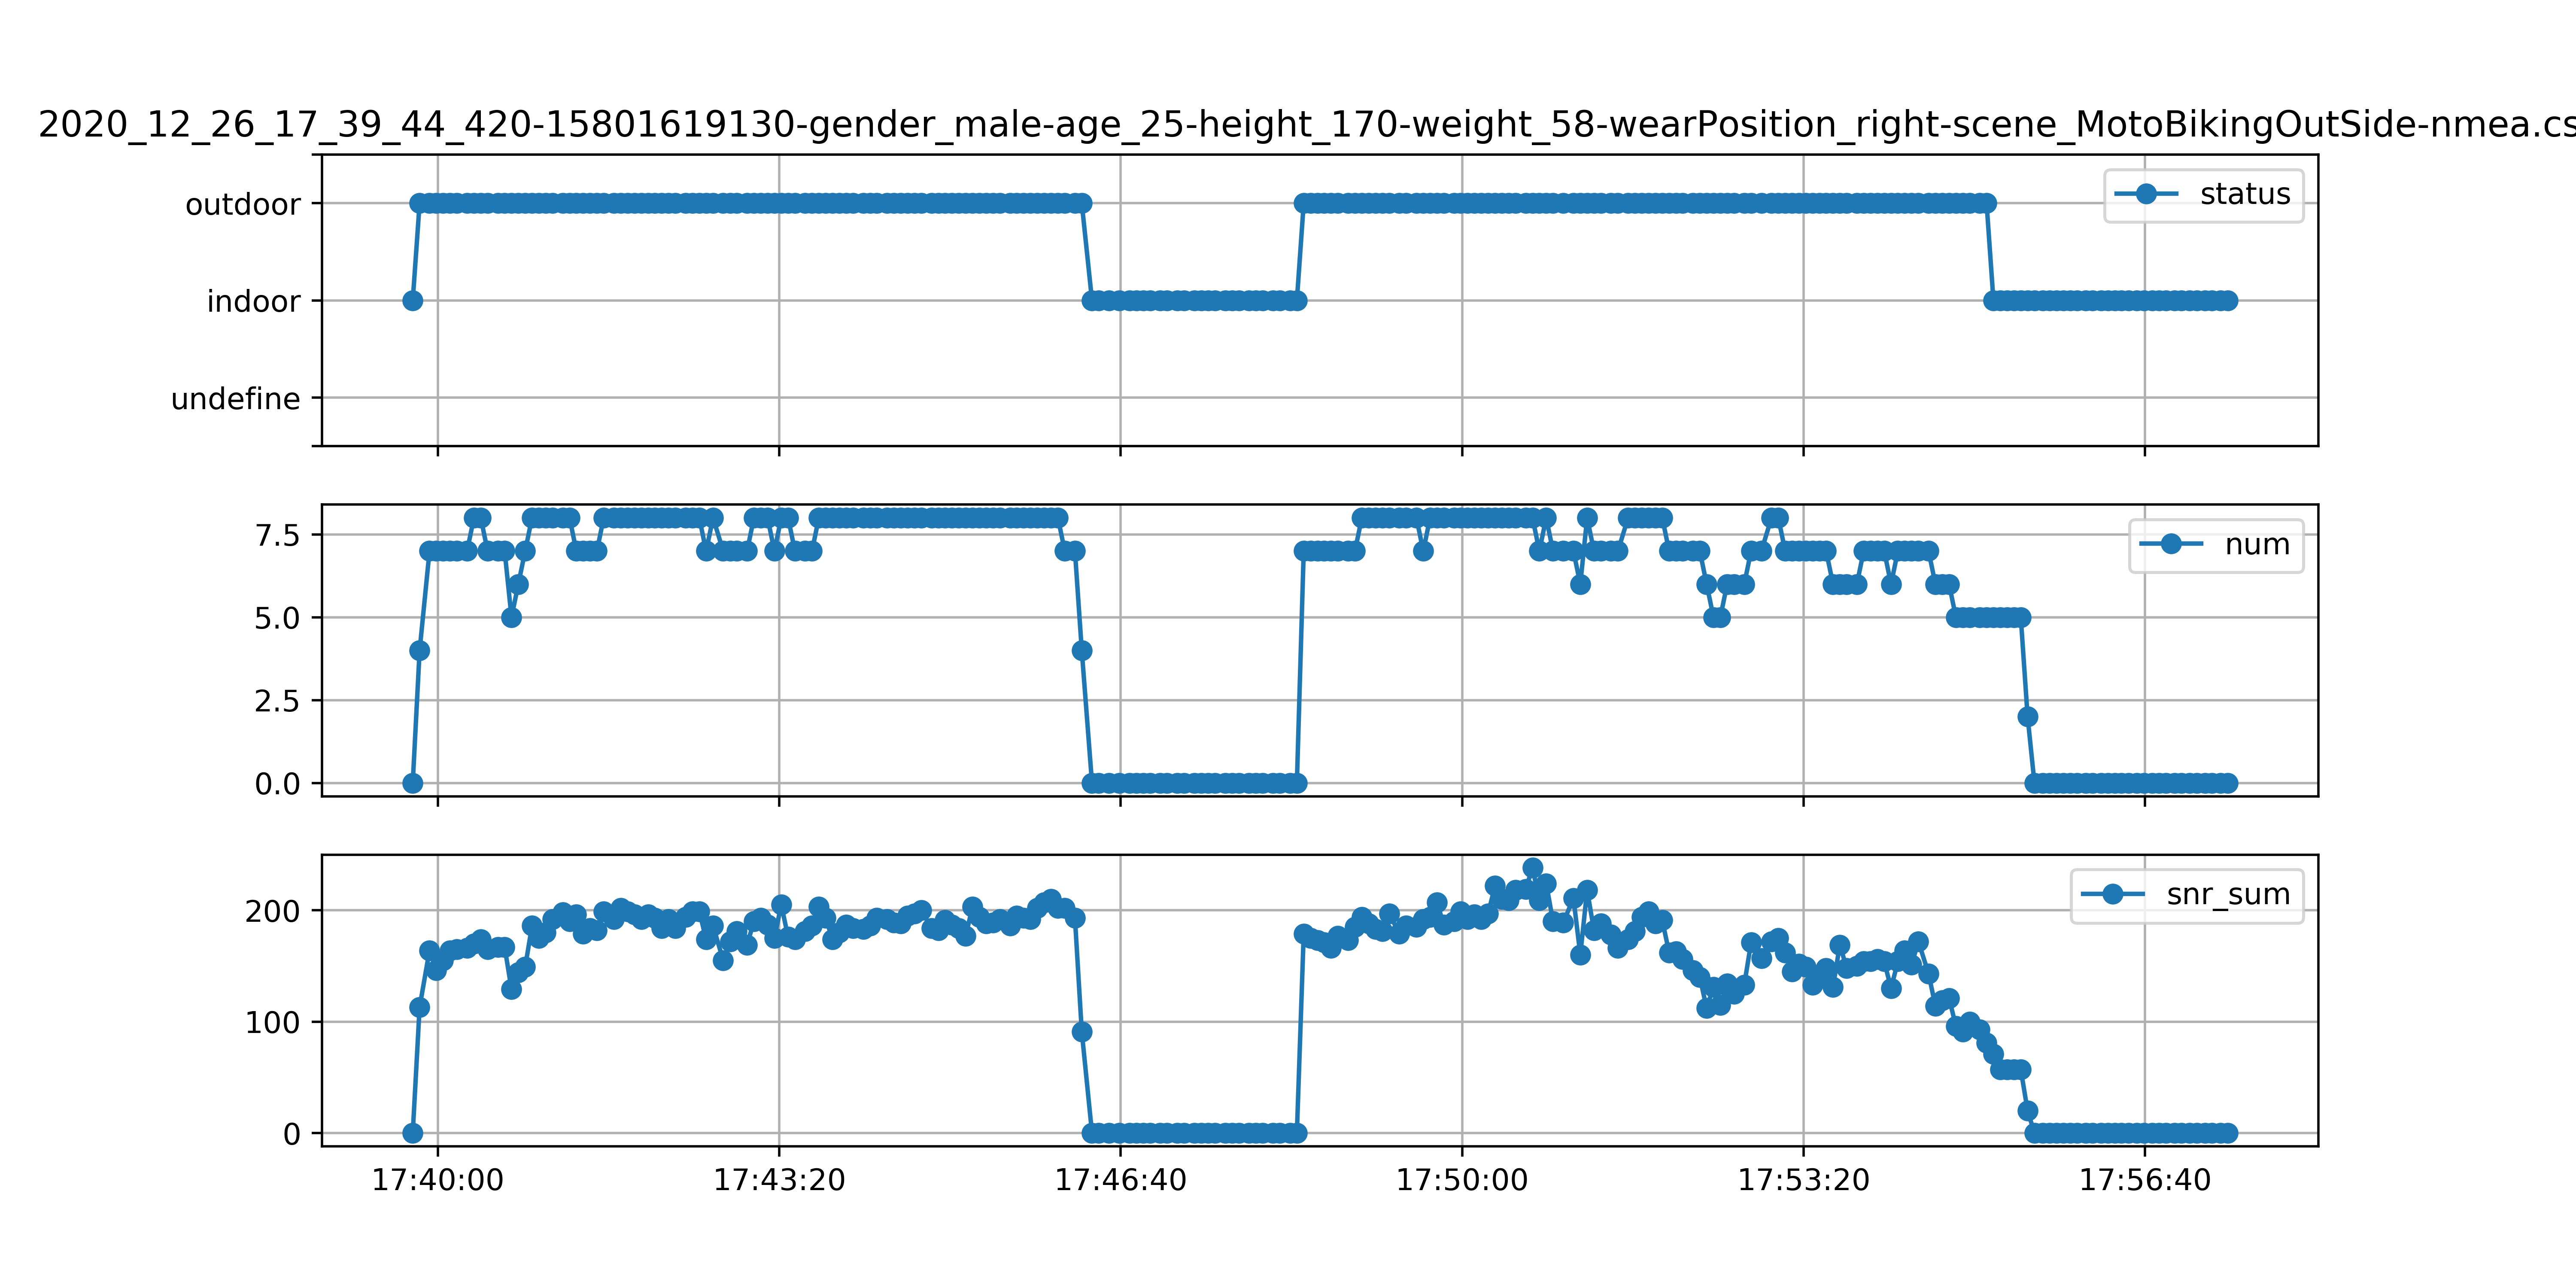 2020_12_26_17_39_44_420-15801619130-gender_male-age_25-height_170-weight_58-wearPosition_right-scene_MotoBikingOutSide-nmea.cs
outdoor
indoor
undefine
status
7.5
5.0
2.5
0.0
num
200
100
0
snr_sum
17:40:00 17:43:20 17:46:40 17:50:00 17:53:20 17:56:40